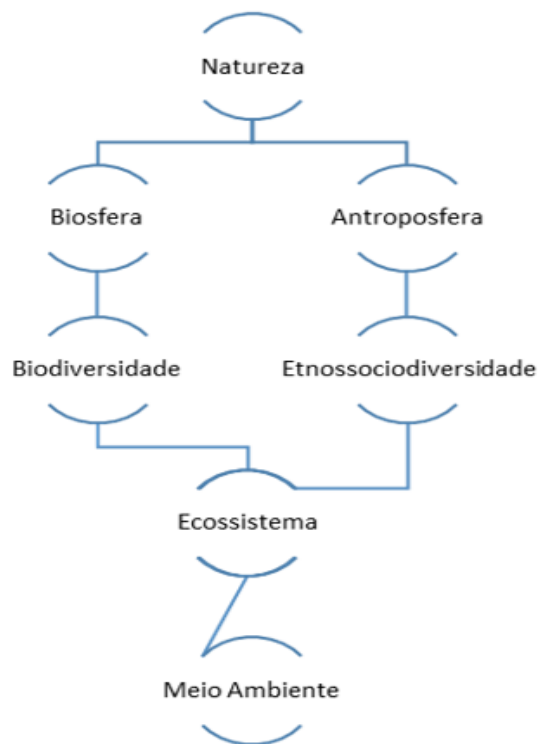 Natureza
Biosfera
Antroposfera
Biodiversidade
Etnossociodiversidade
Ecossistema
Meio Ambiente